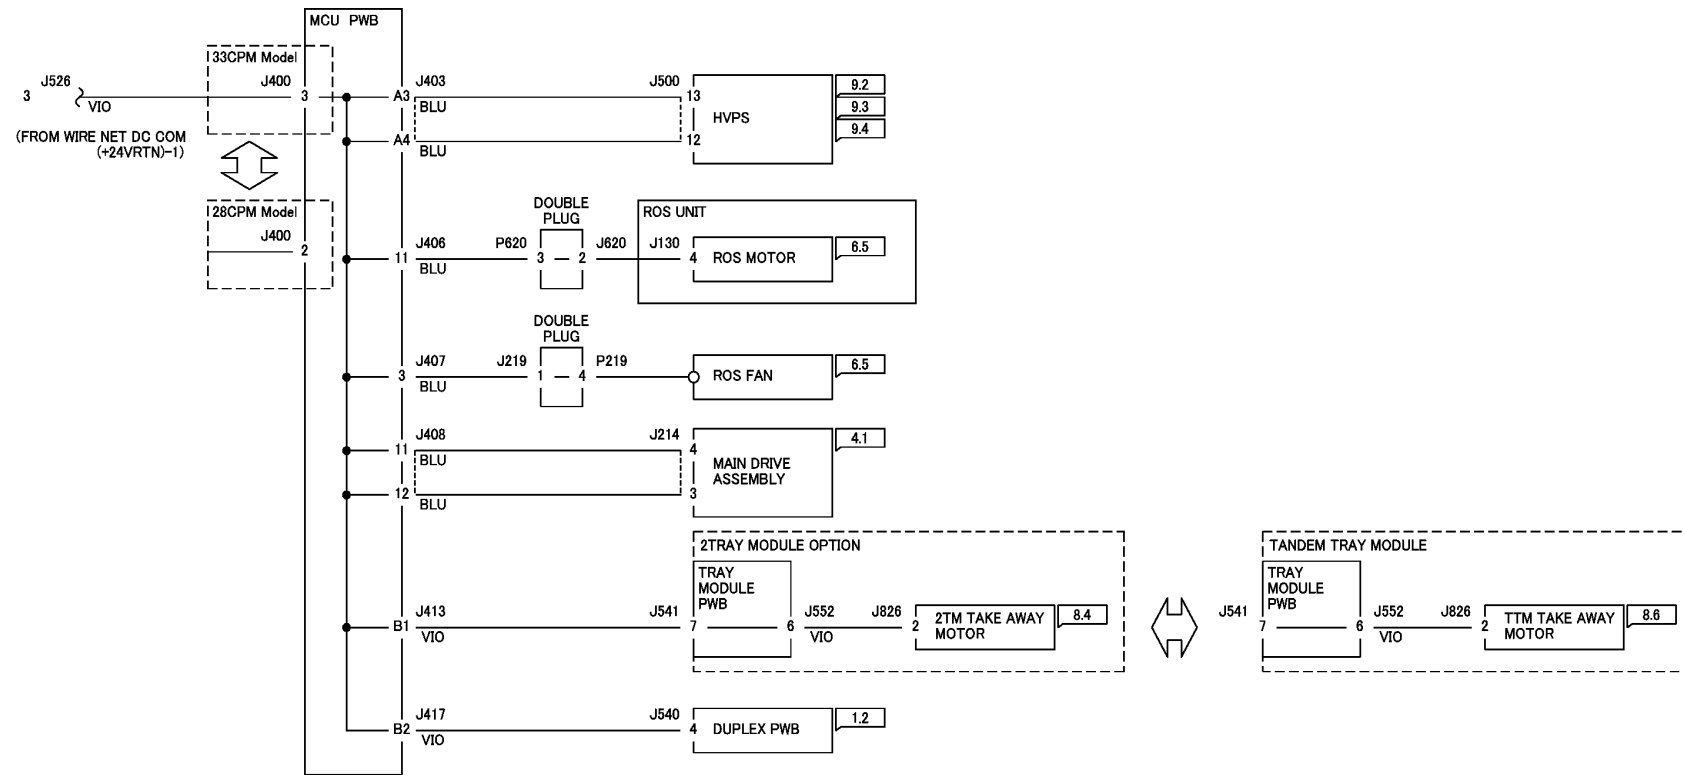 MCU PWB
33CPM Model
J526
J400
J403
J500
3
VIO
3
A3
BLU
13
HVPS
9.2
9.3
9.4
(FROM WIRE NET DC COM
(+24VRTN)-1)
A4
BLU
12
28CPM Model
J400
2
DOUBLE
PLUG
ROS UNIT
J406
P620
J620
J130
11
BLU
3 – 2
4
ROS MOTOR
6.5
DOUBLE
PLUG
J407
J219
P219
3
BLU
1 – 4
ROS FAN
6.5
J408
J214
11
BLU
4
MAIN DRIVE
ASSEMBLY
4.1
12
BLU
3
2TRAY MODULE OPTION
TRAY
MODULE
PWB
J413
J541
J552
J826
B1
VIO
7
6
VIO
2
2TM TAKE AWAY
MOTOR
8.4
TANDEM TRAY MODULE
TRAY
MODULE
PWB
J541
J552
J826
7
6
VIO
2
TTM TAKE AWAY
MOTOR
8.6
J417
J540
B2
VIO
4
DUPLEX PWB
1.2